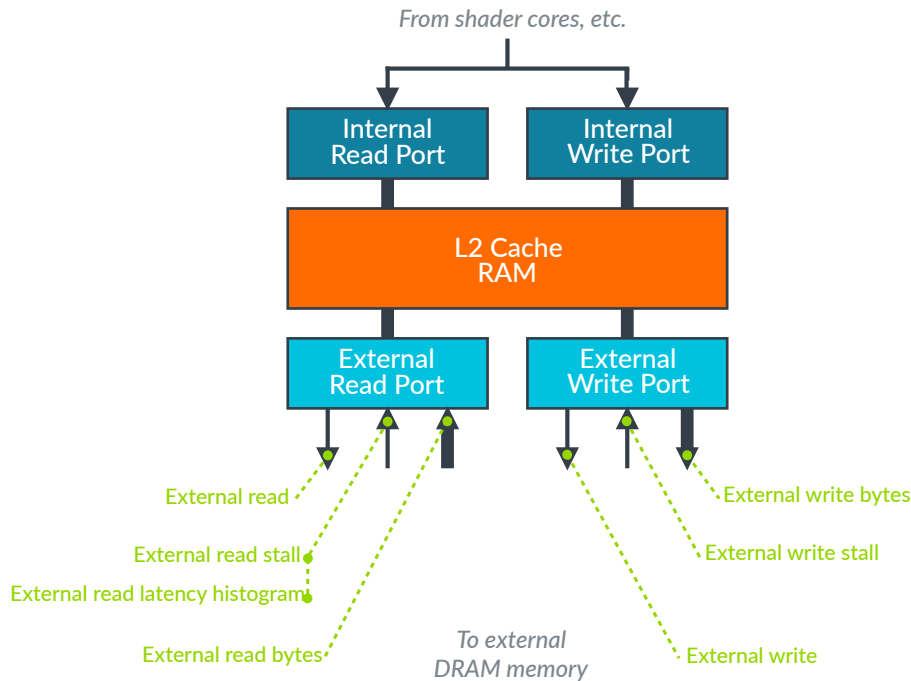 From shader cores, etc.
Internal
Read Port
Internal
Write Port
L2 Cache
RAM
External
Read Port
External
Write Port
External read
External write bytes
External read stall
External write stall
External read latency histogram
External read bytes
External write
To external
DRAM memory